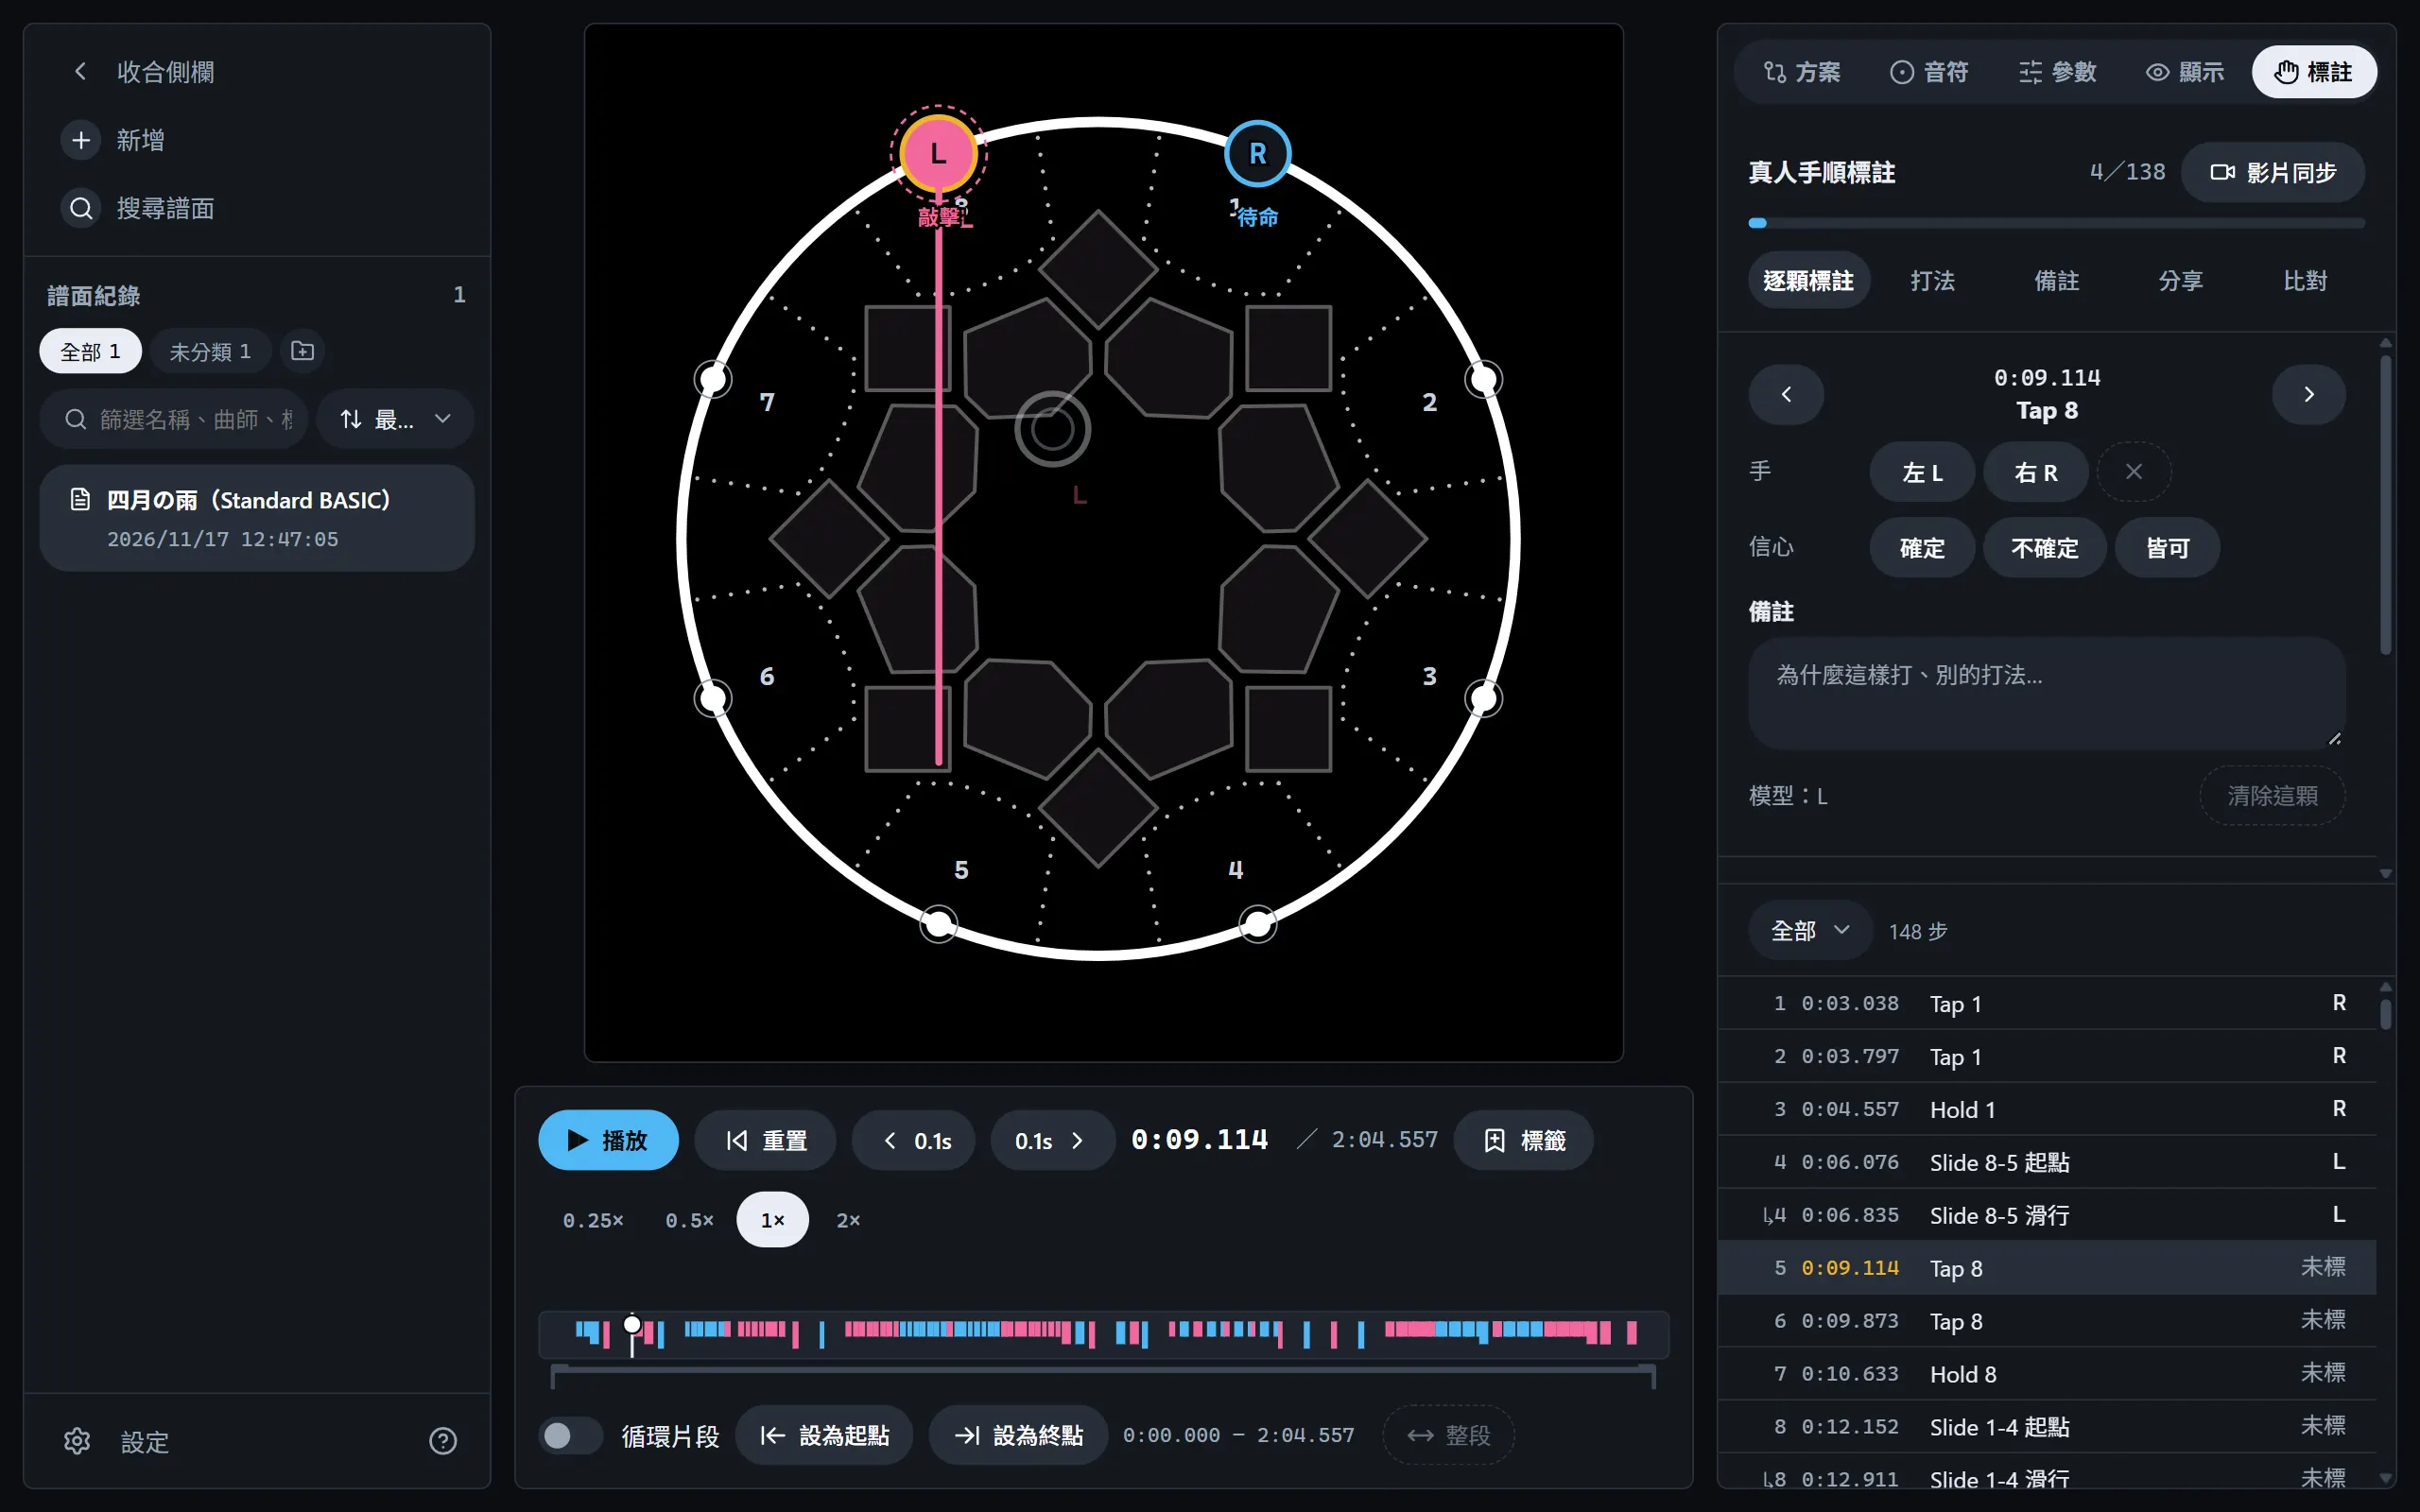 收合側欄
新增
搜尋譜面
譜面紀錄 1
全部 1 未分類 1
篩選名稱、曲師、 最...
四月の雨（Standard BASIC）
2026/11/17 12:47:05
設定
L R
敲擊 L 1 待命
7 2
L
6 3
5 4
播放 重置 0.1s 0.1s 0:09.114 ／ 2:04.557 標籤
0.25× 0.5× 1× 2×
循環片段 設為起點 設為終點 0:00.000 – 2:04.557 整段
方案 音符 參數 顯示 標註
真人手順標註 4／138 影片同步
逐顆標註 打法 備註 分享 比對
0:09.114
Tap 8
手 左 L 右 R
信心 確定 不確定 皆可
備註
為什麼這樣打、別的打法...
模型：L 清除這顆
全部 148 步
1 0:03.038 Tap 1 R
2 0:03.797 Tap 1 R
3 0:04.557 Hold 1 R
4 0:06.076 Slide 8-5 起點 L
↳4 0:06.835 Slide 8-5 滑行 L
5 0:09.114 Tap 8 未標
6 0:09.873 Tap 8 未標
7 0:10.633 Hold 8 未標
8 0:12.152 Slide 1-4 起點 未標
↳8 0:12.911 Slide 1-4 滑行 未標